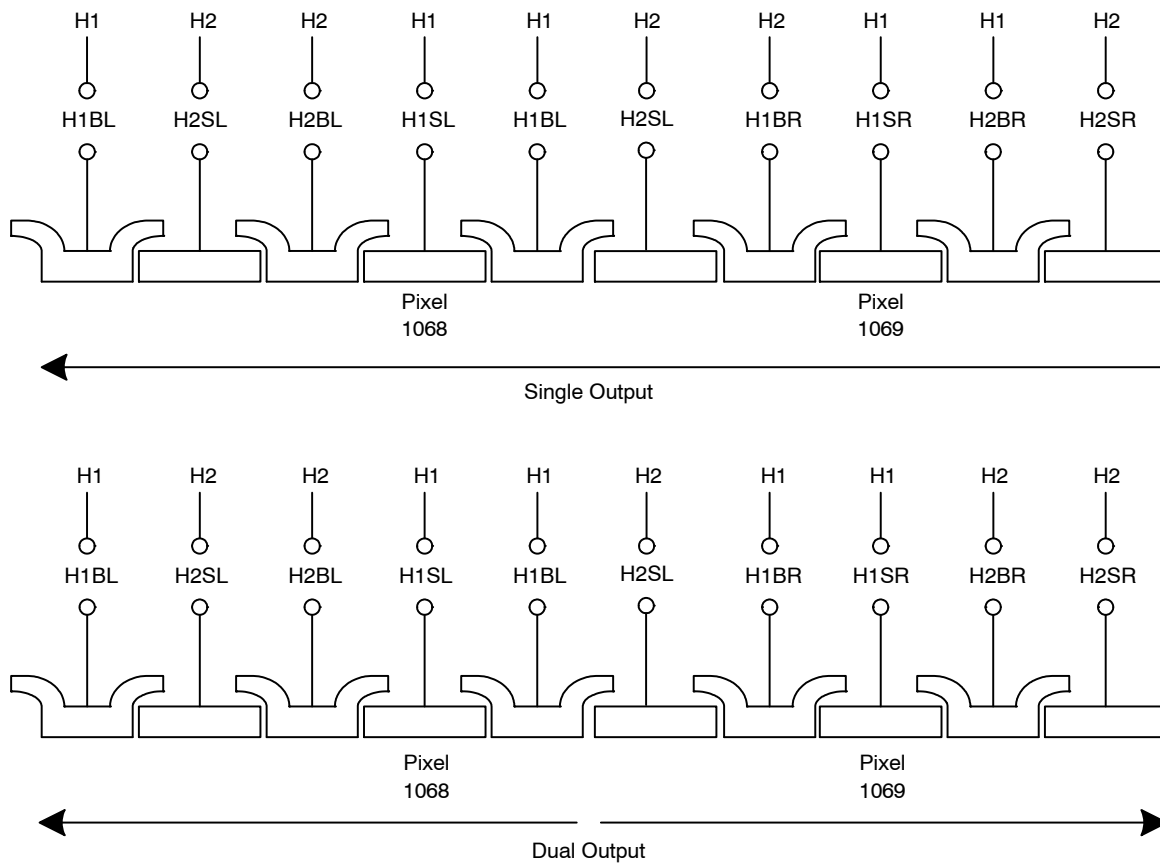 H1 H2 H2 H1 H1 H2 H2 H1 H1 H2
H1BL H2SL H2BL H1SL H1BL H2SL H1BR H1SR H2BR H2SR
Pixel Pixel
1068 1069
Single Output
H1 H2 H2 H1 H1 H2 H1 H1 H2 H2
H1BL H2SL H2BL H1SL H1BL H2SL H1BR H1SR H2BR H2SR
Pixel Pixel
1068 1069
Dual Output